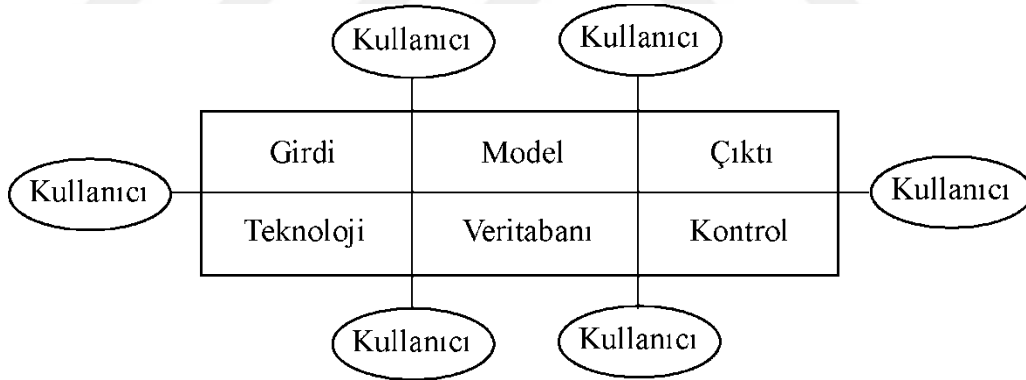 Kullanıcı
Kullanıcı
Girdi
Model
Çıktı
Kullanıcı
Kullanıcı
Teknoloji
Veritabanı
Kontrol
Kullanıcı
Kullanıcı